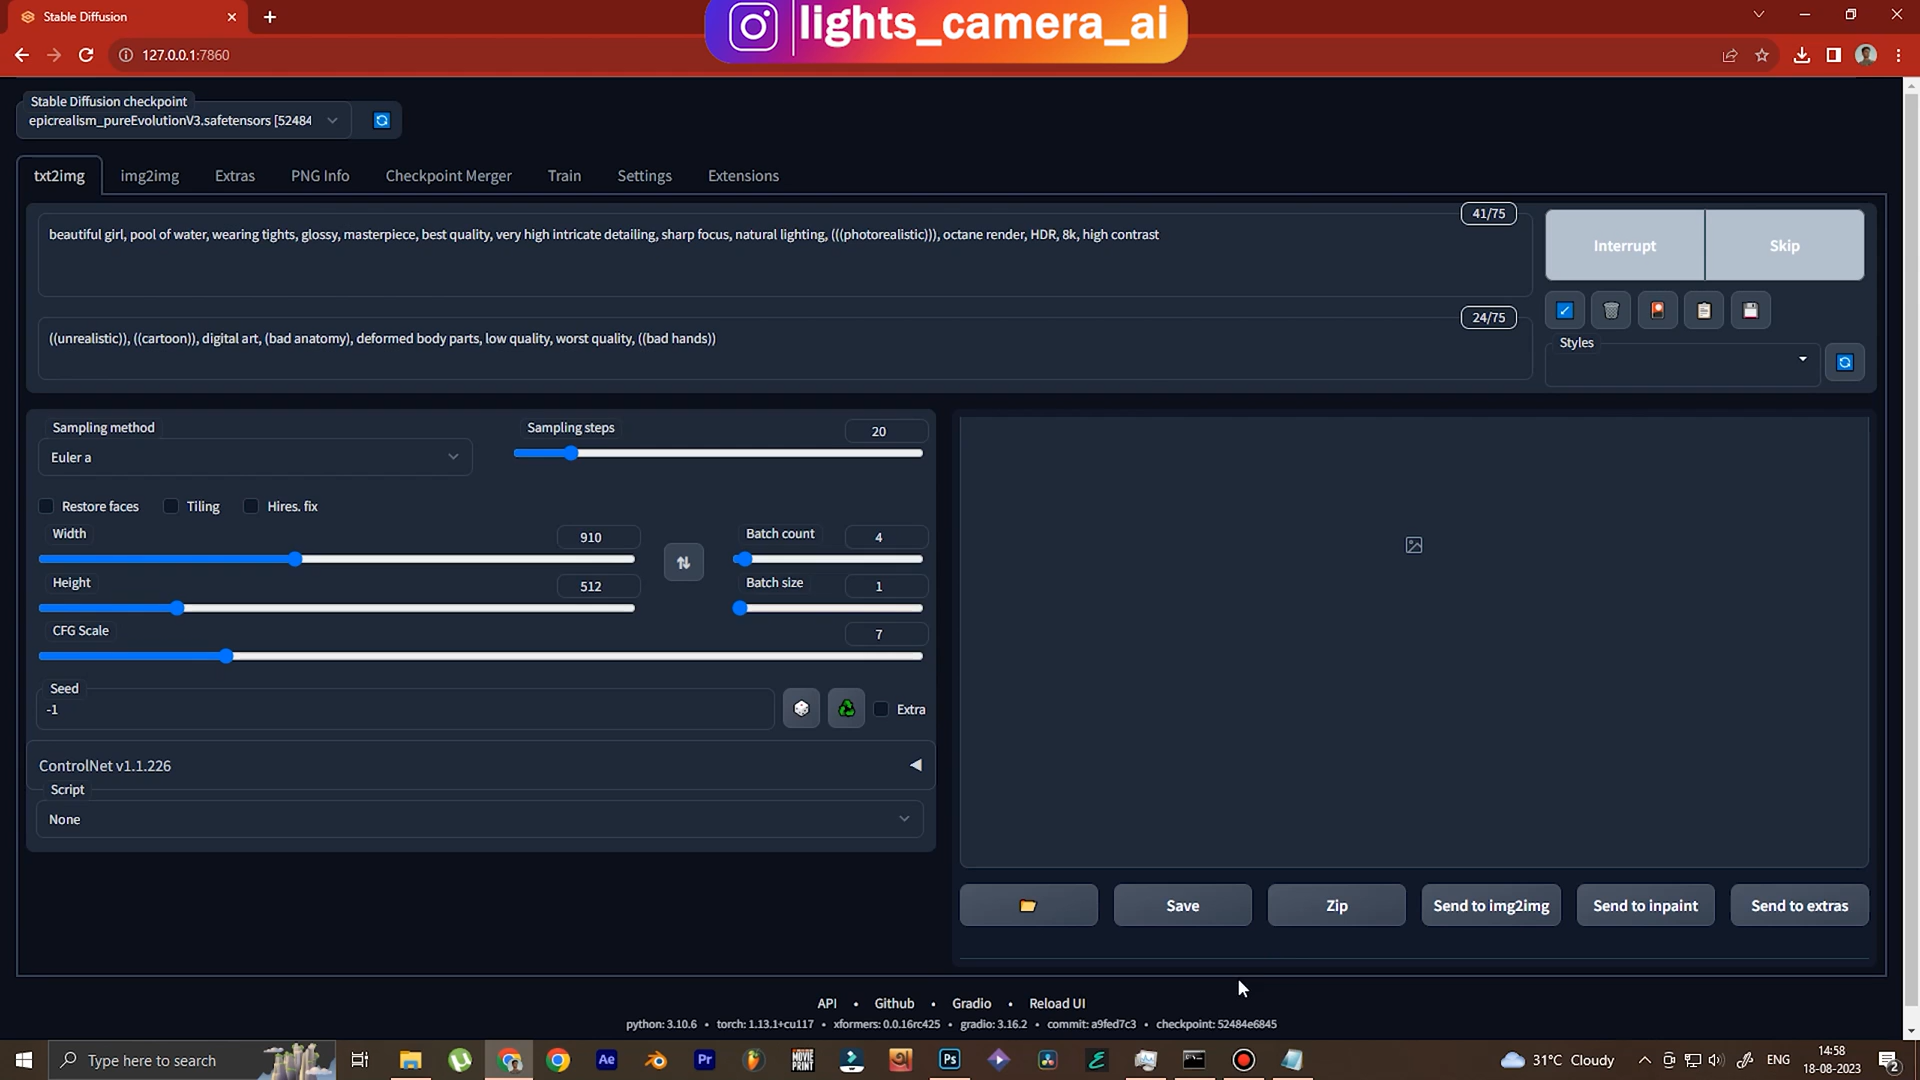 Stable Diffusion
lights_camera_ai
127.0.0.1:7860
Stable Diffusion checkpoint
epicrealism_pureEvolutionV3.safetensors [52484
txt2img
img2img
Extras
PNG Info
Checkpoint Merger
Train
Settings
Extensions
41/75
beautiful girl, pool of water, wearing tights, glossy, masterpiece, best quality, very high intricate detailing, sharp focus, natural lighting, (((photorealistic))), octane render, HDR, 8k, high contrast
Interrupt
Skip
24/75
((unrealistic)), ((cartoon)), digital art, (bad anatomy), deformed body parts, low quality, worst quality, ((bad hands))
Styles
Sampling method
Euler a
Sampling steps
20
Restore faces
Tiling
Hires. fix
Width
910
Batch count
4
Height
512
Batch size
1
CFG Scale
7
Seed
-1
Extra
ControlNet v1.1.226
Script
None
Save
Zip
Send to img2img
Send to inpaint
Send to extras
API • Github • Gradio • Reload UI
python: 3.10.6 • torch: 1.13.1+cu117 • xformers: 0.0.16rc425 • gradio: 3.16.2 • commit: a9fed7c3 • checkpoint: 52484e6845
Type here to search
Ae
Pr
MOVIE
PRINT
Ps
31°C Cloudy
ENG
14:58
18-08-2023
2